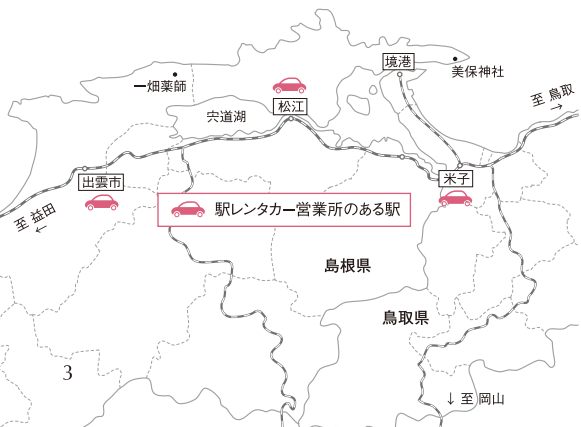 境港
美保神社
一畑薬師
至 鳥取
→
松江
宍道湖
米子
出雲市
至 益田
←
駅レンタカー営業所のある駅
島根県
鳥取県
3
↓ 至 岡山